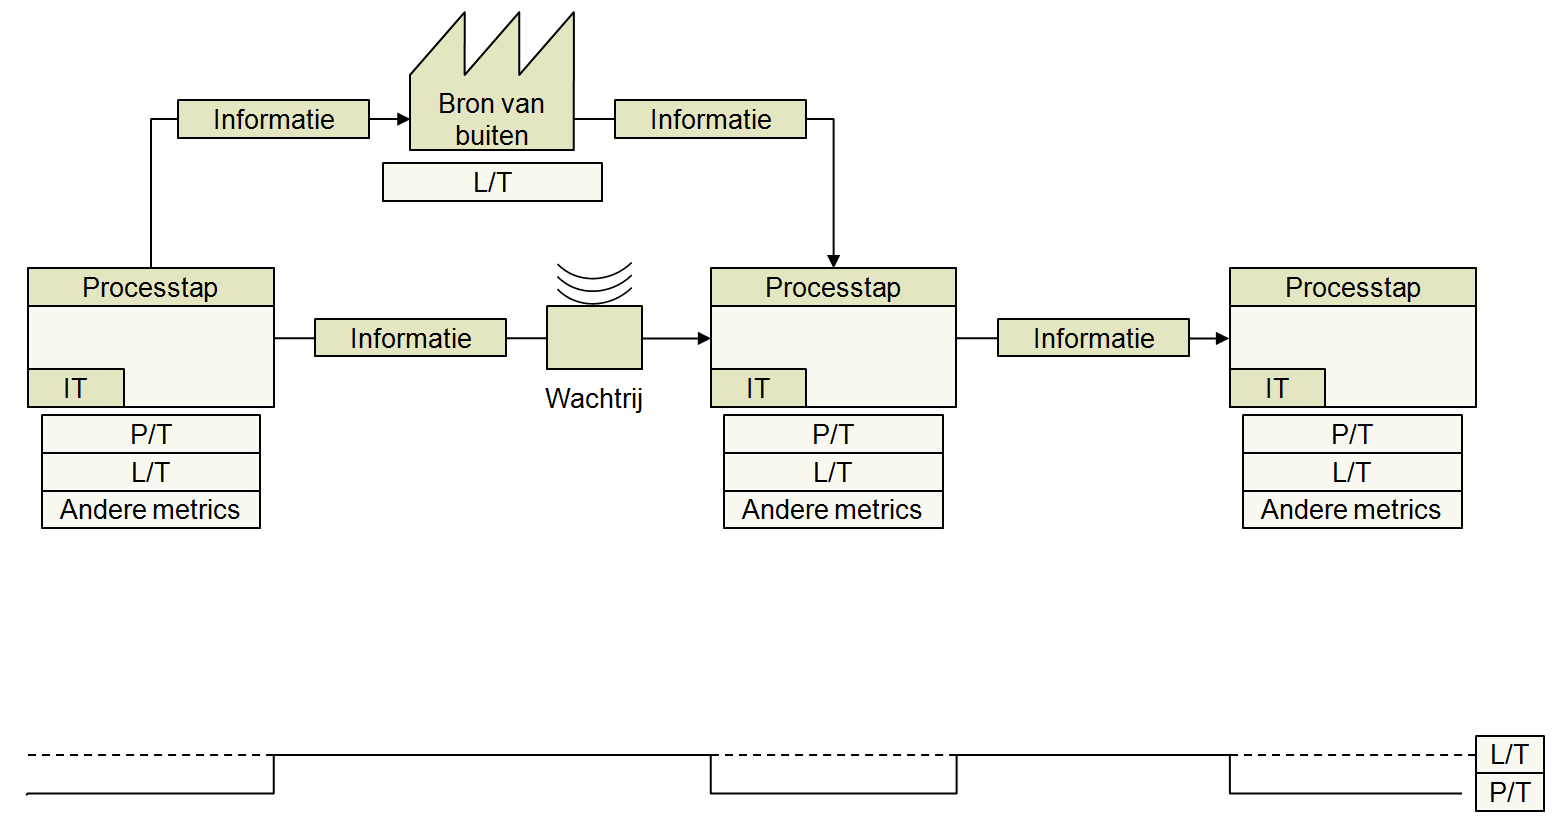 Informatie
Bron van
buiten
Informatie
L/T
Processtap
Processtap
Processtap
Informatie
Informatie
IT
Wachtrij
IT
IT
P/T
L/T
Andere metrics
P/T
L/T
Andere metrics
P/T
L/T
Andere metrics
L/T
P/T